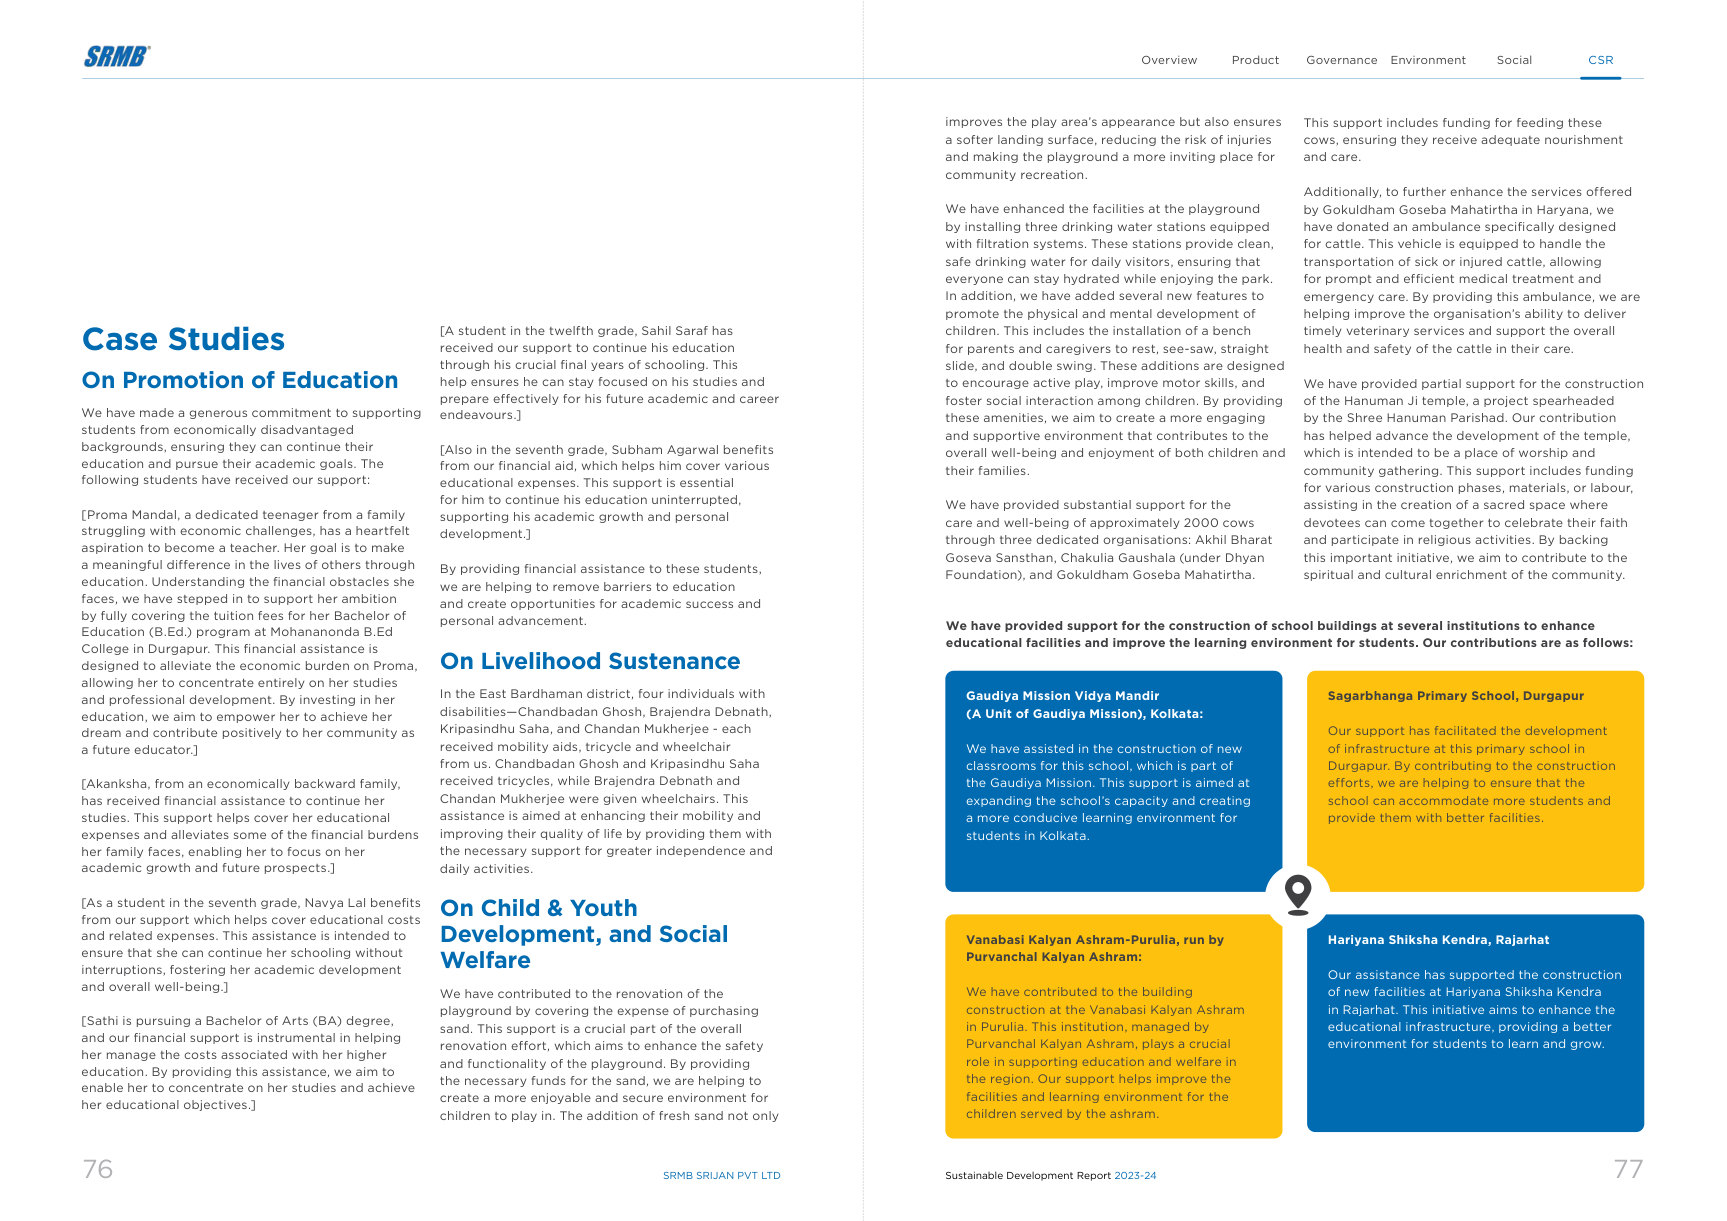 SRMB
Overview Product Governance Environment Social CSR
Case Studies
On Promotion of Education
We have made a generous commitment to supporting
students from economically disadvantaged
backgrounds, ensuring they can continue their
education and pursue their academic goals. The
following students have received our support:
[Proma Mandal, a dedicated teenager from a family
struggling with economic challenges, has a heartfelt
aspiration to become a teacher. Her goal is to make
a meaningful difference in the lives of others through
education. Understanding the financial obstacles she
faces, we have stepped in to support her ambition
by fully covering the tuition fees for her Bachelor of
Education (B.Ed.) program at Mohanananda B.Ed
College in Durgapur. This financial assistance is
designed to alleviate the economic burden on Proma,
allowing her to concentrate entirely on her studies
and professional development. By investing in her
education, we aim to empower her to achieve her
dream and contribute positively to her community as
a future educator.]
[Akanksha, from an economically backward family,
has received financial assistance to continue her
studies. This support helps cover her educational
expenses and alleviates some of the financial burdens
her family faces, enabling her to focus on her
academic growth and future prospects.]
[As a student in the seventh grade, Navya Lal benefits
from our support which helps cover educational costs
and related expenses. This assistance is intended to
ensure that she can continue her schooling without
interruptions, fostering her academic development
and overall well-being.]
[Sathi is pursuing a Bachelor of Arts (BA) degree,
and our financial support is instrumental in helping
her manage the costs associated with her higher
education. By providing this assistance, we aim to
enable her to concentrate on her studies and achieve
her educational objectives.]
[A student in the twelfth grade, Sahil Saraf has
received our support to continue his education
through his crucial final years of schooling. This
help ensures he can stay focused on his studies and
prepare effectively for his future academic and career
endeavours.]
[Also in the seventh grade, Subham Agarwal benefits
from our financial aid, which helps him cover various
educational expenses. This support is essential
for him to continue his education uninterrupted,
supporting his academic growth and personal
development.]
By providing financial assistance to these students,
we are helping to remove barriers to education
and create opportunities for academic success and
personal advancement.
On Livelihood Sustenance
In the East Bardhaman district, four individuals with
disabilities—Chandbadan Ghosh, Brajendra Debnath,
Kripasindhu Saha, and Chandan Mukherjee - each
received mobility aids, tricycle and wheelchair
from us. Chandbadan Ghosh and Kripasindhu Saha
received tricycles, while Brajendra Debnath and
Chandan Mukherjee were given wheelchairs. This
assistance is aimed at enhancing their mobility and
improving their quality of life by providing them with
the necessary support for greater independence and
daily activities.
On Child & Youth
Development, and Social
Welfare
We have contributed to the renovation of the
playground by covering the expense of purchasing
sand. This support is a crucial part of the overall
renovation effort, which aims to enhance the safety
and functionality of the playground. By providing
the necessary funds for the sand, we are helping to
create a more enjoyable and secure environment for
children to play in. The addition of fresh sand not only
76
SRMB SRIJAN PVT LTD
improves the play area's appearance but also ensures
a softer landing surface, reducing the risk of injuries
and making the playground a more inviting place for
community recreation.
We have enhanced the facilities at the playground
by installing three drinking water stations equipped
with filtration systems. These stations provide clean,
safe drinking water for daily visitors, ensuring that
everyone can stay hydrated while enjoying the park.
In addition, we have added several new features to
promote the physical and mental development of
children. This includes the installation of a bench
for parents and caregivers to rest, see-saw, straight
slide, and double swing. These additions are designed
to encourage active play, improve motor skills, and
foster social interaction among children. By providing
these amenities, we aim to create a more engaging
and supportive environment that contributes to the
overall well-being and enjoyment of both children and
their families.
We have provided substantial support for the
care and well-being of approximately 2000 cows
through three dedicated organisations: Akhil Bharat
Goseva Sansthan, Chakulia Gaushala (under Dhyan
Foundation), and Gokuldham Goseba Mahatirtha.
This support includes funding for feeding these
cows, ensuring they receive adequate nourishment
and care.
Additionally, to further enhance the services offered
by Gokuldham Goseba Mahatirtha in Haryana, we
have donated an ambulance specifically designed
for cattle. This vehicle is equipped to handle the
transportation of sick or injured cattle, allowing
for prompt and efficient medical treatment and
emergency care. By providing this ambulance, we are
helping improve the organisation's ability to deliver
timely veterinary services and support the overall
health and safety of the cattle in their care.
We have provided partial support for the construction
of the Hanuman Ji temple, a project spearheaded
by the Shree Hanuman Parishad. Our contribution
has helped advance the development of the temple,
which is intended to be a place of worship and
community gathering. This support includes funding
for various construction phases, materials, or labour,
assisting in the creation of a sacred space where
devotees can come together to celebrate their faith
and participate in religious activities. By backing
this important initiative, we aim to contribute to the
spiritual and cultural enrichment of the community.
We have provided support for the construction of school buildings at several institutions to enhance
educational facilities and improve the learning environment for students. Our contributions are as follows:
Gaudiya Mission Vidya Mandir
(A Unit of Gaudiya Mission), Kolkata:
We have assisted in the construction of new
classrooms for this school, which is part of
the Gaudiya Mission. This support is aimed at
expanding the school's capacity and creating
a more conducive learning environment for
students in Kolkata.
Sagarbhanga Primary School, Durgapur
Our support has facilitated the development
of infrastructure at this primary school in
Durgapur. By contributing to the construction
efforts, we are helping to ensure that the
school can accommodate more students and
provide them with better facilities.
Vanabasi Kalyan Ashram-Purulia, run by
Purvanchal Kalyan Ashram:
We have contributed to the building
construction at the Vanabasi Kalyan Ashram
in Purulia. This institution, managed by
Purvanchal Kalyan Ashram, plays a crucial
role in supporting education and welfare in
the region. Our support helps improve the
facilities and learning environment for the
children served by the ashram.
Hariyana Shiksha Kendra, Rajarhat
Our assistance has supported the construction
of new facilities at Hariyana Shiksha Kendra
in Rajarhat. This initiative aims to enhance the
educational infrastructure, providing a better
environment for students to learn and grow.
Sustainable Development Report 2023-24
77